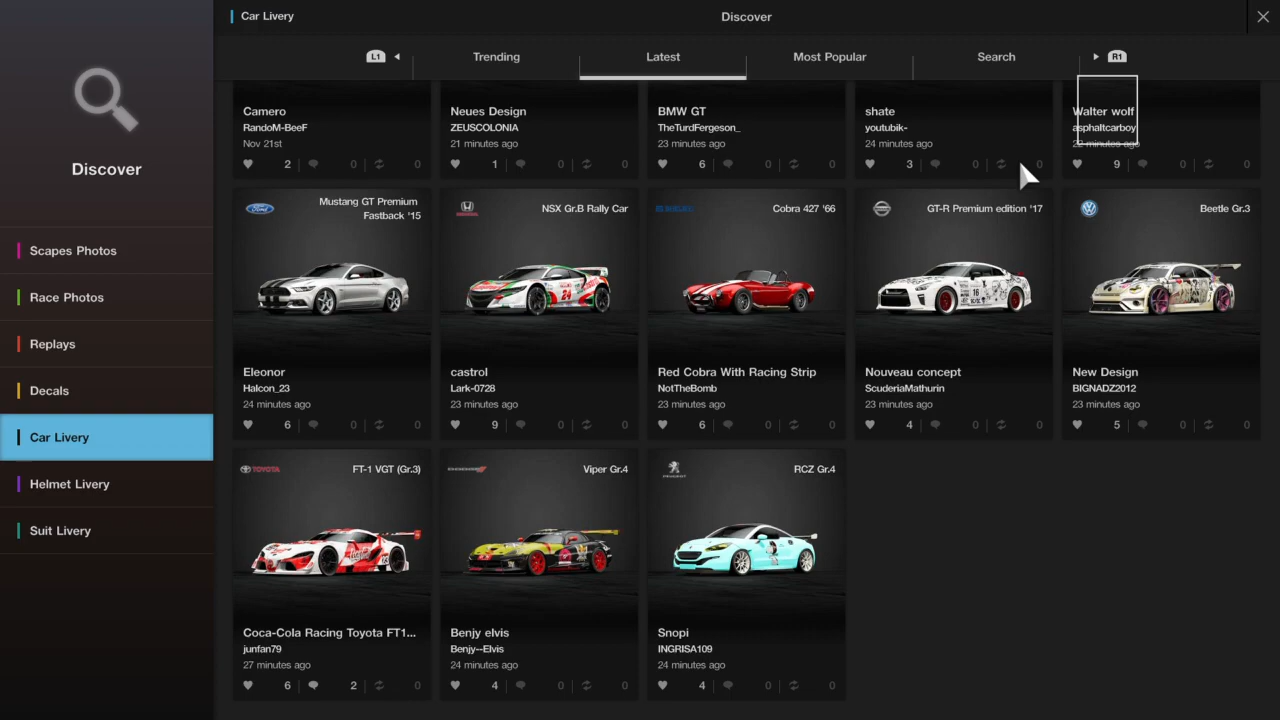 Car Livery
Discover
L1
Trending
Latest
Most Popular
Search
R1
Discover
Scapes Photos
Race Photos
Replays
Decals
Car Livery
Helmet Livery
Suit Livery
Camero
RandoM-BeeF
Nov 21st
2 0 0
Neues Design
ZEUSCOLONIA
21 minutes ago
1 0 0
BMW GT
TheTurdFergeson_
23 minutes ago
6 0 0
shate
youtubik-
24 minutes ago
3 0 0
Walter wolf
asphaltcarboy
22 minutes ago
9 0 0
Ford
Mustang GT Premium
Fastback '15
Eleonor
Halcon_23
24 minutes ago
6 0 0
HONDA
NSX Gr.B Rally Car
24
castrol
Lark-0728
23 minutes ago
9 0 0
SHELBY
Cobra 427 '66
Red Cobra With Racing Strip
NotTheBomb
23 minutes ago
6 0 0
GT-R Premium edition '17
16
Nouveau concept
ScuderiaMathurin
23 minutes ago
4 0 0
Beetle Gr.3
New Design
BIGNADZ2012
23 minutes ago
5 0 0
TOYOTA
FT-1 VGT (Gr.3)
Coca-Cola Racing Toyota FT1...
junfan79
27 minutes ago
6 2 0
Viper Gr.4
Benjy elvis
Benjy--Elvis
24 minutes ago
4 0 0
PEUGEOT
RCZ Gr.4
Snopi
INGRISA109
24 minutes ago
4 0 0